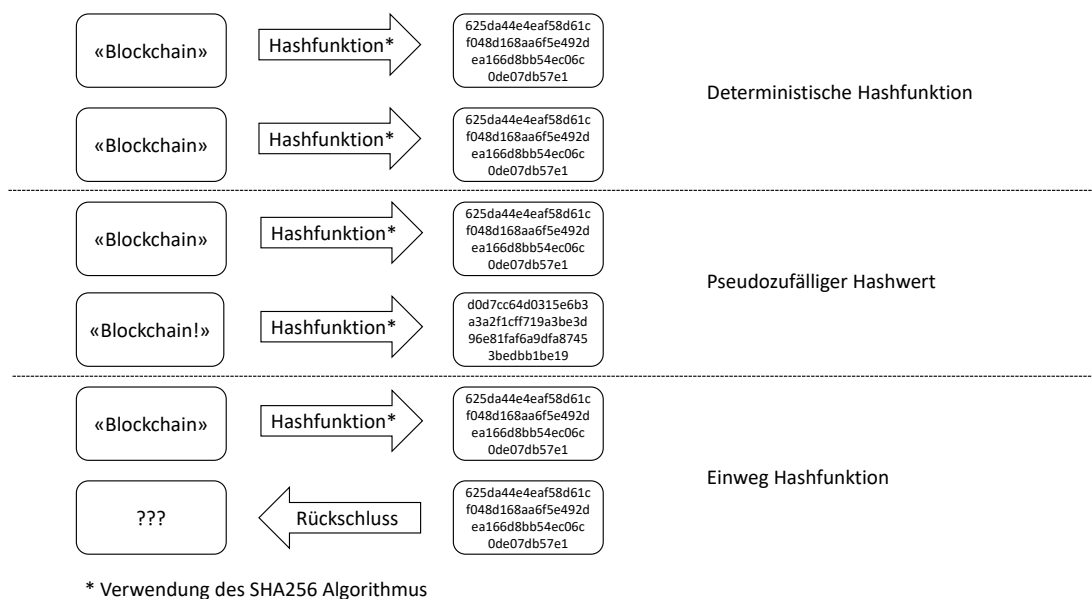 «Blockchain»
Hashfunktion*
625da44e4eaf58d61c
f048d168aa6f5e492d
ea166d8bb54ec06c
0de07db57e1
Deterministische Hashfunktion
«Blockchain»
Hashfunktion*
625da44e4eaf58d61c
f048d168aa6f5e492d
ea166d8bb54ec06c
0de07db57e1
«Blockchain»
Hashfunktion*
625da44e4eaf58d61c
f048d168aa6f5e492d
ea166d8bb54ec06c
0de07db57e1
Pseudozufälliger Hashwert
«Blockchain!»
Hashfunktion*
d0d7cc64d0315e6b3
a3a2f1cff719a3be3d
96e81faf6a9dfa8745
3bedbb1be19
«Blockchain»
Hashfunktion*
625da44e4eaf58d61c
f048d168aa6f5e492d
ea166d8bb54ec06c
0de07db57e1
Einweg Hashfunktion
???
Rückschluss
625da44e4eaf58d61c
f048d168aa6f5e492d
ea166d8bb54ec06c
0de07db57e1
* Verwendung des SHA256 Algorithmus